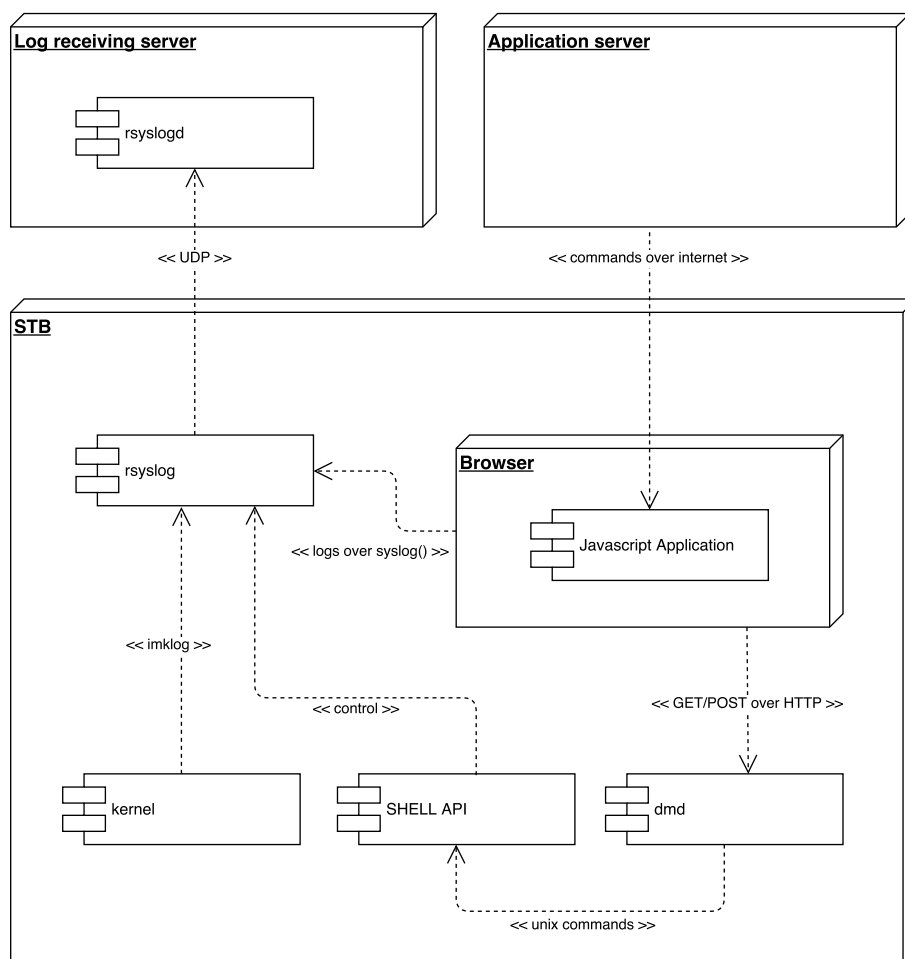 Log receiving server
Application server
rsyslogd
<< UDP >>
<< commands over internet >>
STB
rsyslog
Browser
<< logs over syslog() >>
Javascript Application
<< imklog >>
<< control >>
<< GET/POST over HTTP >>
kernel
SHELL API
dmd
<< unix commands >>